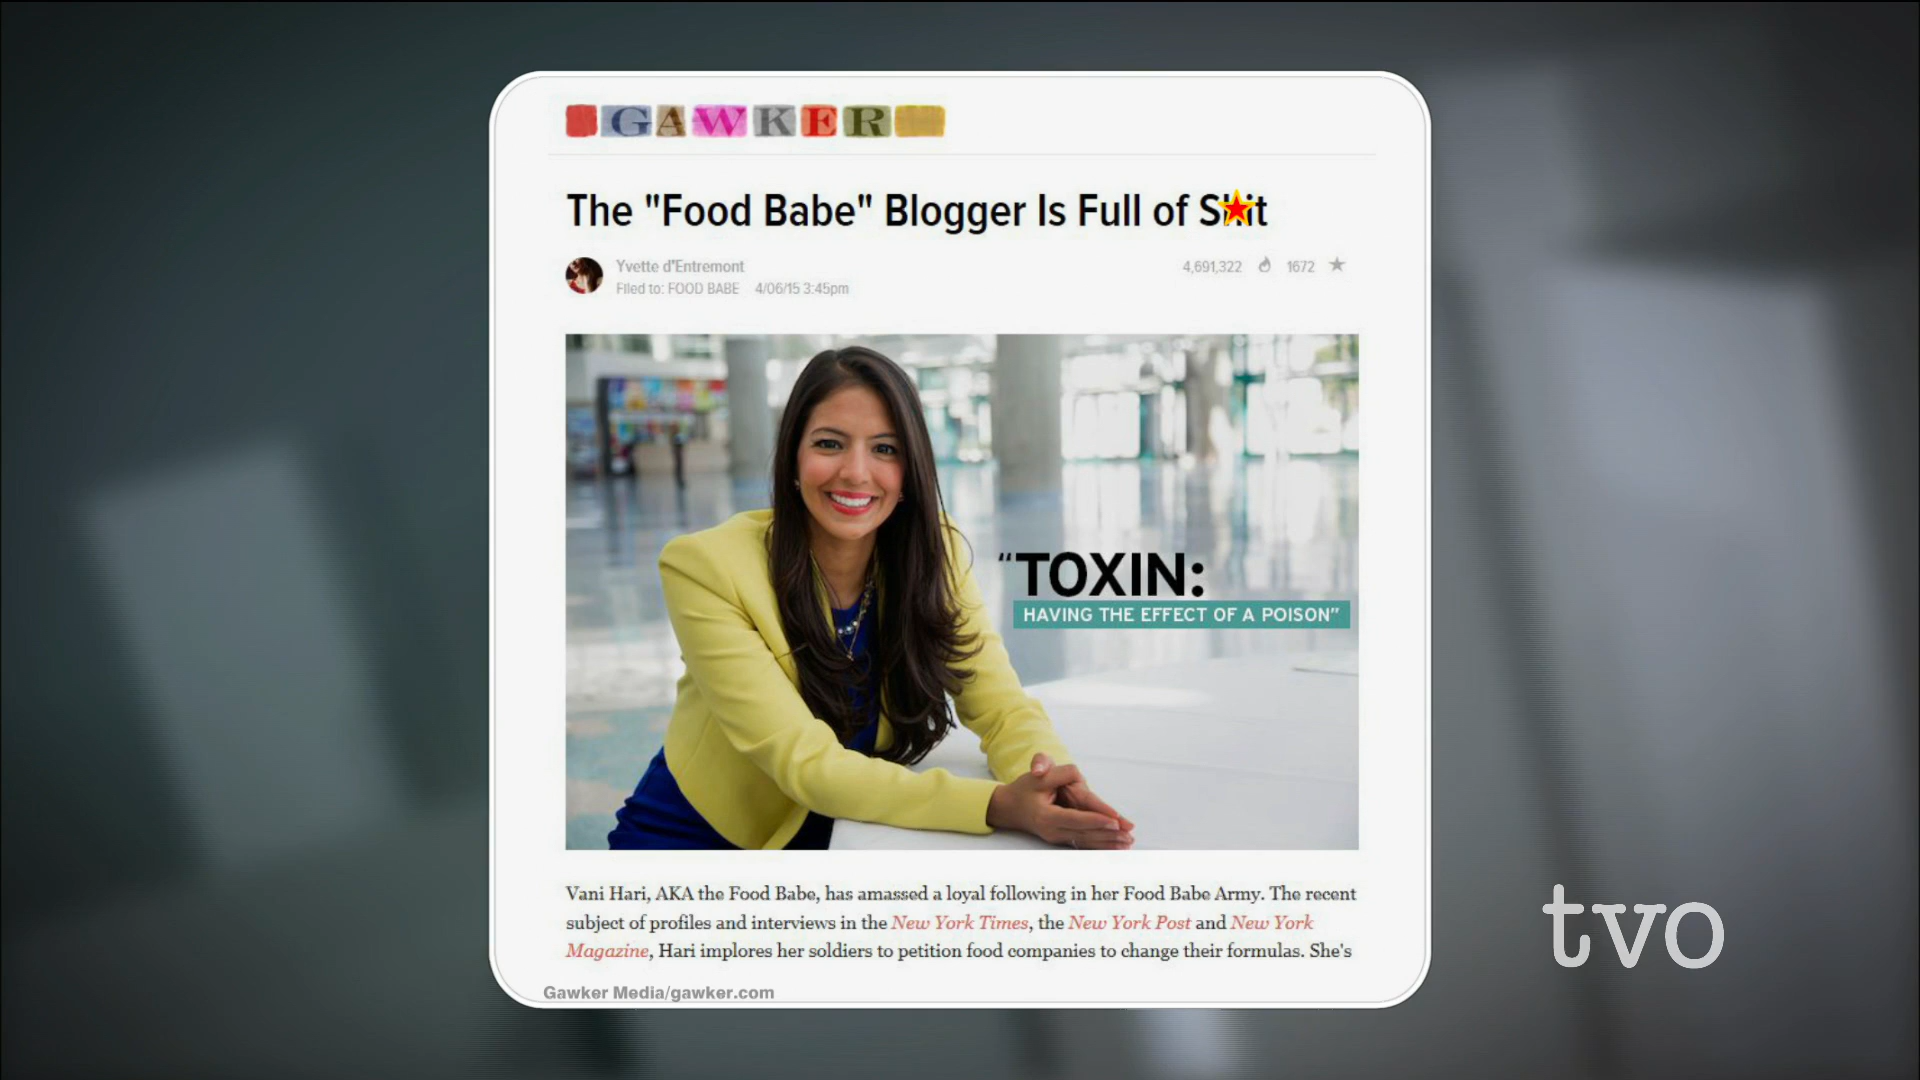 GAWKER
The "Food Babe" Blogger Is Full of Sit
Yvette d'Entremont
4,691,322 1672
Filed to: FOOD BABE 4/06/15 3:45pm
"TOXIN:
HAVING THE EFFECT OF A POISON"
Vani Hari, AKA the Food Babe, has amassed a loyal following in her Food Babe Army. The recent
subject of profiles and interviews in the New York Times, the New York Post and New York
Magazine, Hari implores her soldiers to petition food companies to change their formulas. She's
Gawker Media/gawker.com
tvo